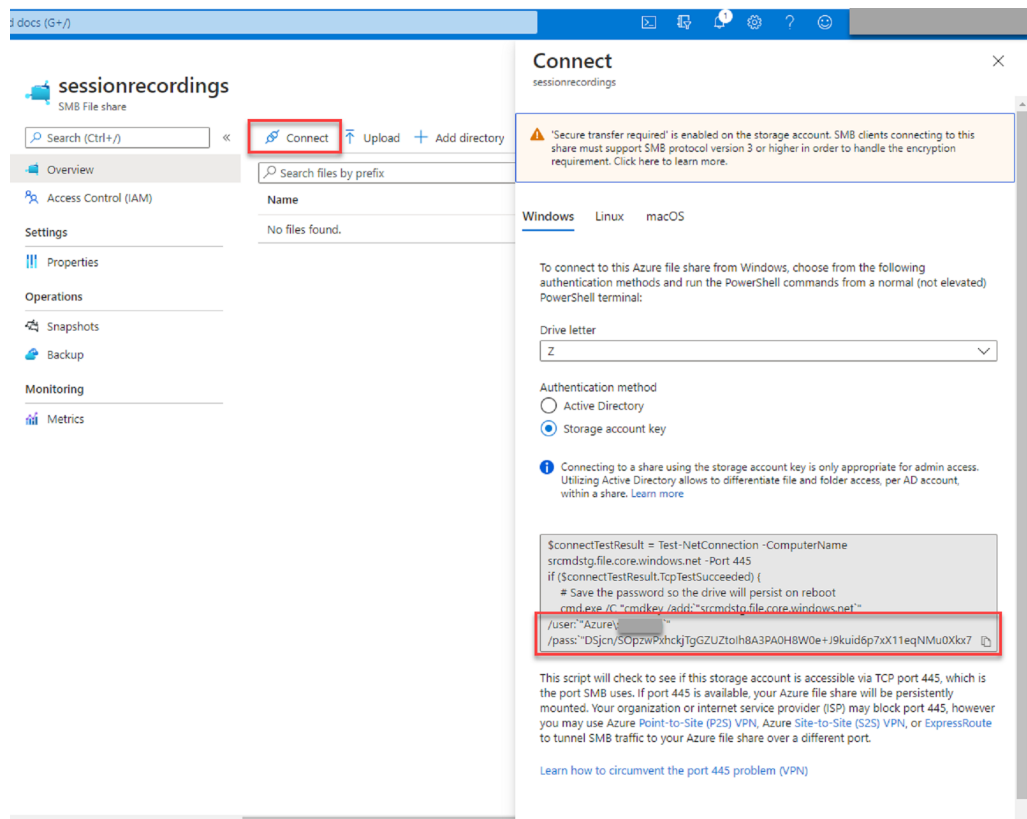 d docs (G+/)
1
sessionrecordings
SMB File share
Search (Ctrl+/)
«
Overview
Access Control (IAM)
Settings
Properties
Operations
Snapshots
Backup
Monitoring
Metrics
Connect
Upload
Add directory
Search files by prefix
Name
No files found.
Connect
sessionrecordings
'Secure transfer required' is enabled on the storage account. SMB clients connecting to this
share must support SMB protocol version 3 or higher in order to handle the encryption
requirement. Click here to learn more.
Windows Linux macOS
To connect to this Azure file share from Windows, choose from the following
authentication methods and run the PowerShell commands from a normal (not elevated)
PowerShell terminal:
Drive letter
Z
Authentication method
Active Directory
Storage account key
Connecting to a share using the storage account key is only appropriate for admin access.
Utilizing Active Directory allows to differentiate file and folder access, per AD account,
within a share. Learn more
$connectTestResult = Test-NetConnection -ComputerName
srcmdstg.file.core.windows.net -Port 445
if ($connectTestResult.TcpTestSucceeded) {
# Save the password so the drive will persist on reboot
cmd.exe /C "cmdkey /add:`"srcmdstg.file.core.windows.net`"
/user:`"Azure\ `"
/pass:`"DSjcn/SOpzwPxhckjTgGZUZtoIh8A3PA0H8W0e+J9kuid6p7xX11eqNMu0Xkx7
This script will check to see if this storage account is accessible via TCP port 445, which is
the port SMB uses. If port 445 is available, your Azure file share will be persistently
mounted. Your organization or internet service provider (ISP) may block port 445, however
you may use Azure Point-to-Site (P2S) VPN, Azure Site-to-Site (S2S) VPN, or ExpressRoute
to tunnel SMB traffic to your Azure file share over a different port.
Learn how to circumvent the port 445 problem (VPN)